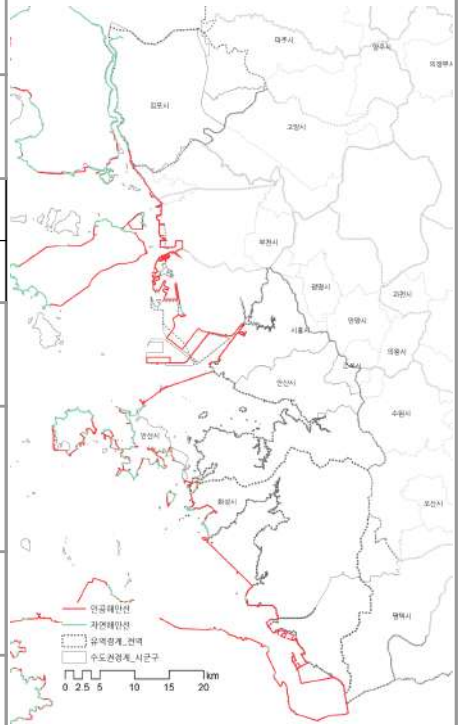 파주시
양주시
의정부시
김포시
고양시
부천시
광명시
과천시
시흥시
안양시
의왕시
군포시
안산시
수원시
안산시
화성시
오산시
평택시
인공해안선
자연해안선
유역경계_전역
수도권경계_시군구
0 2.5 5 10 15 20 km